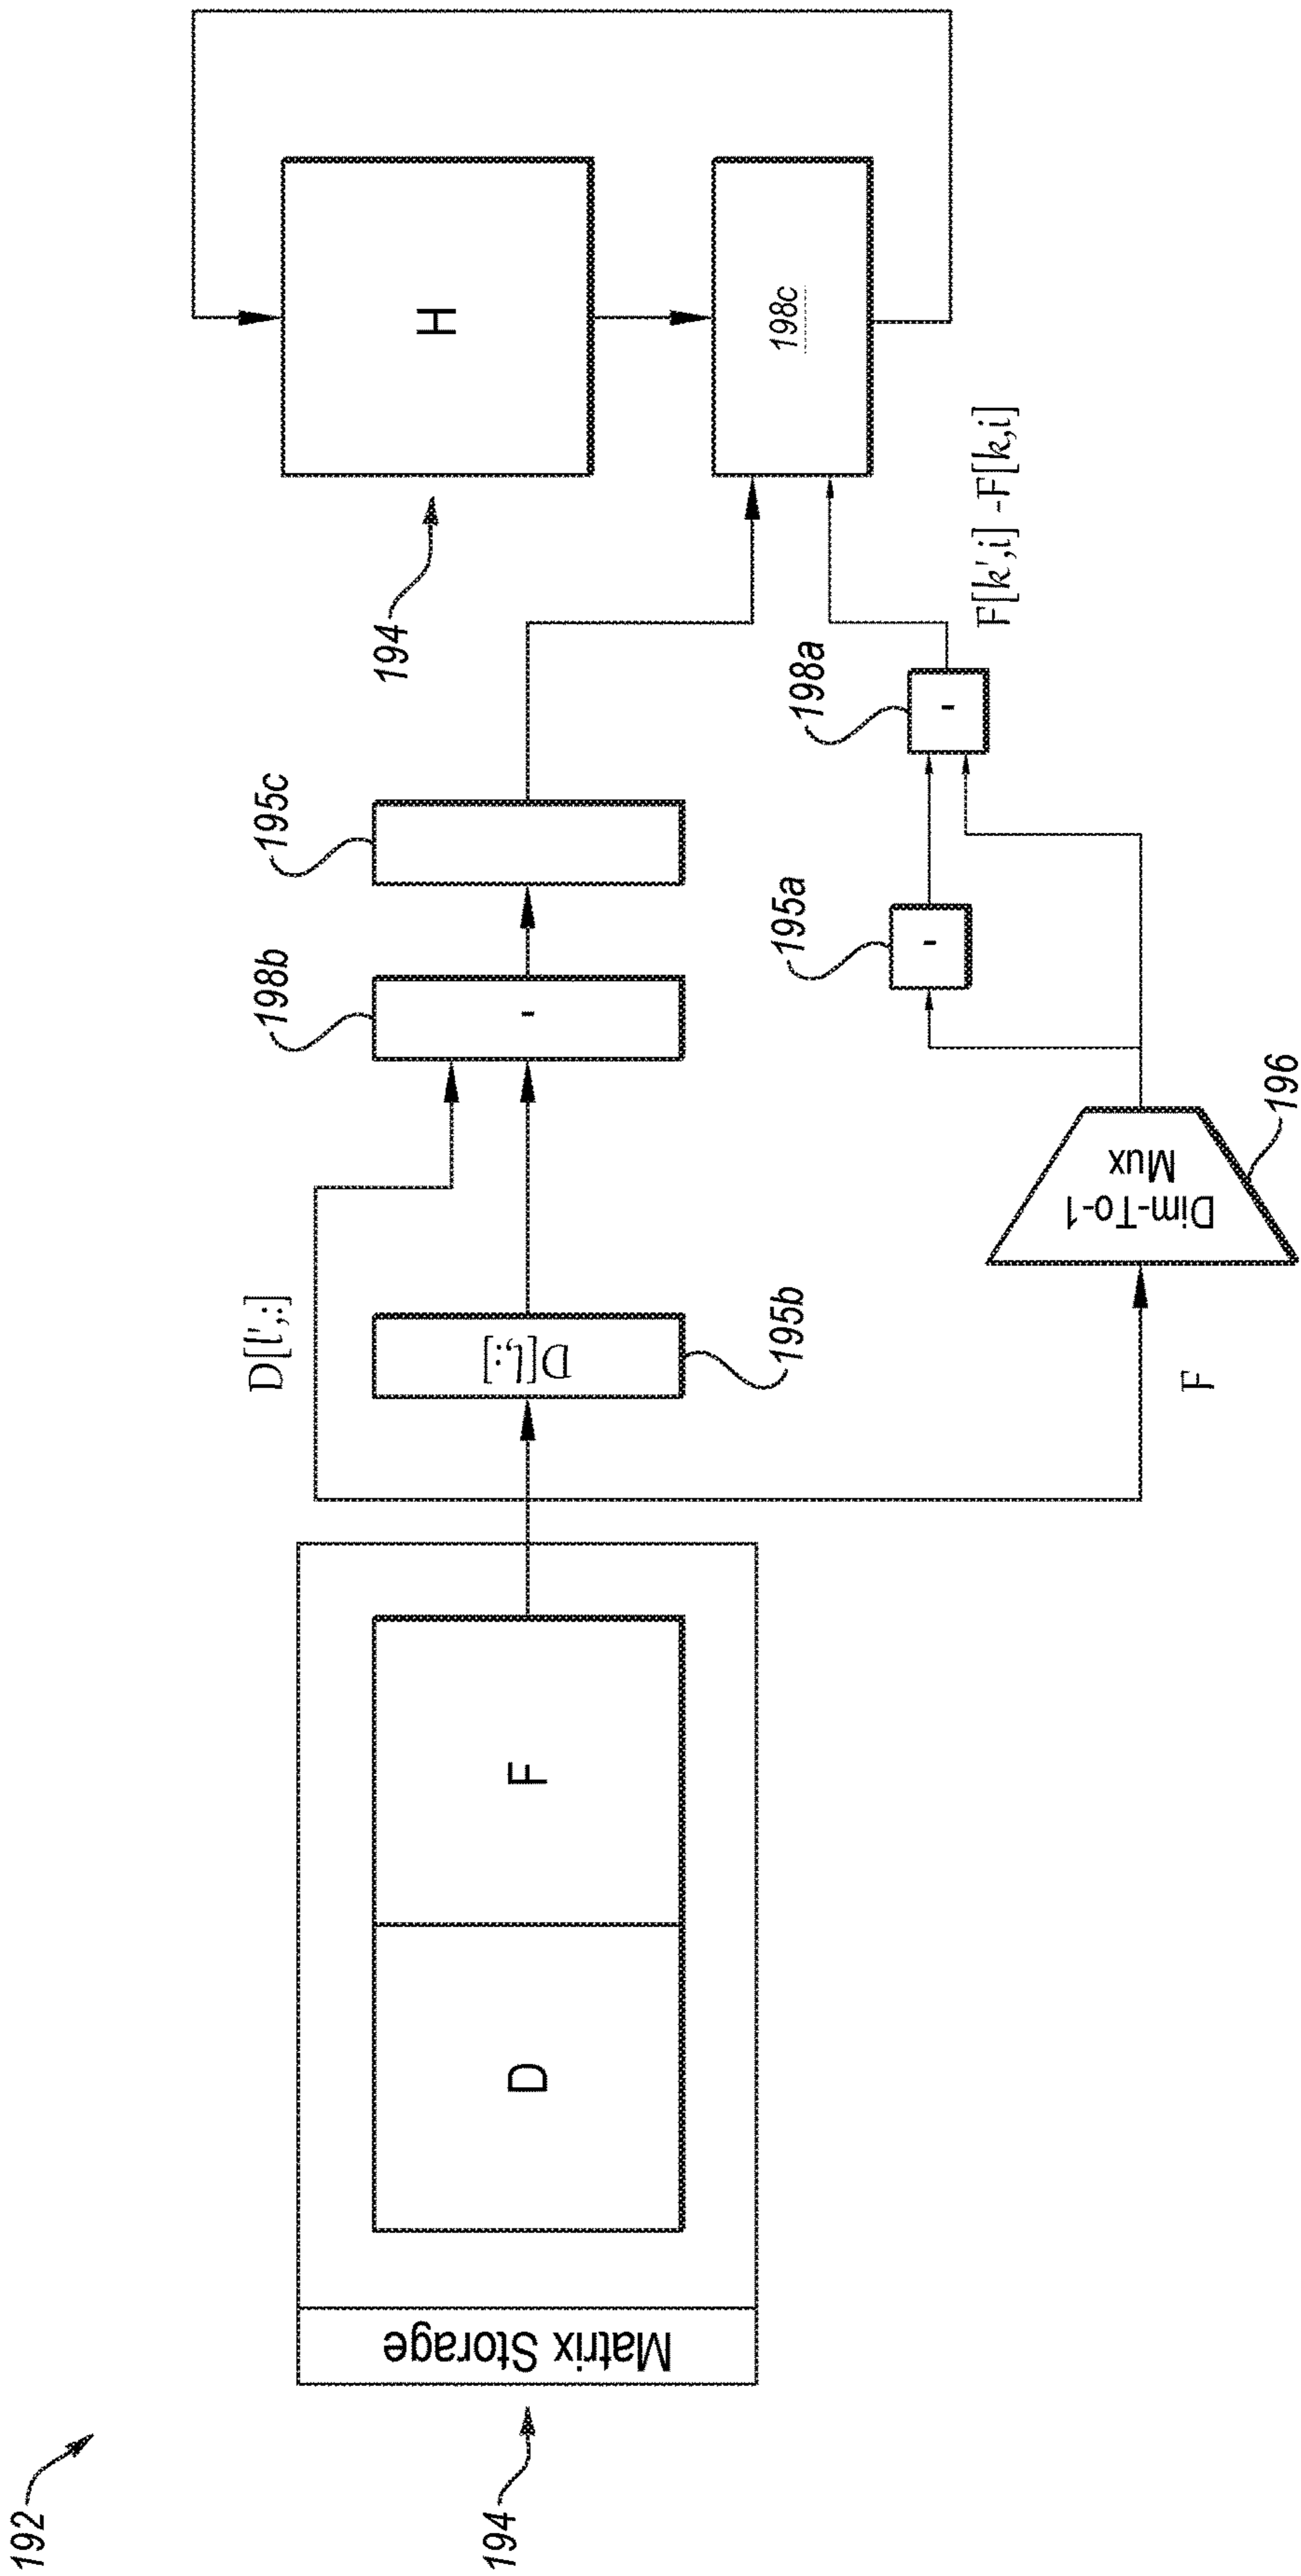 192
194
Matrix Storage
D
F
D[l',:]
D[l,:]
195b
F
198b
195c
Dim-To-1
Mux
196
195a
198a
F[k',i] -F[k,i]
194
H
198c
-
-
-